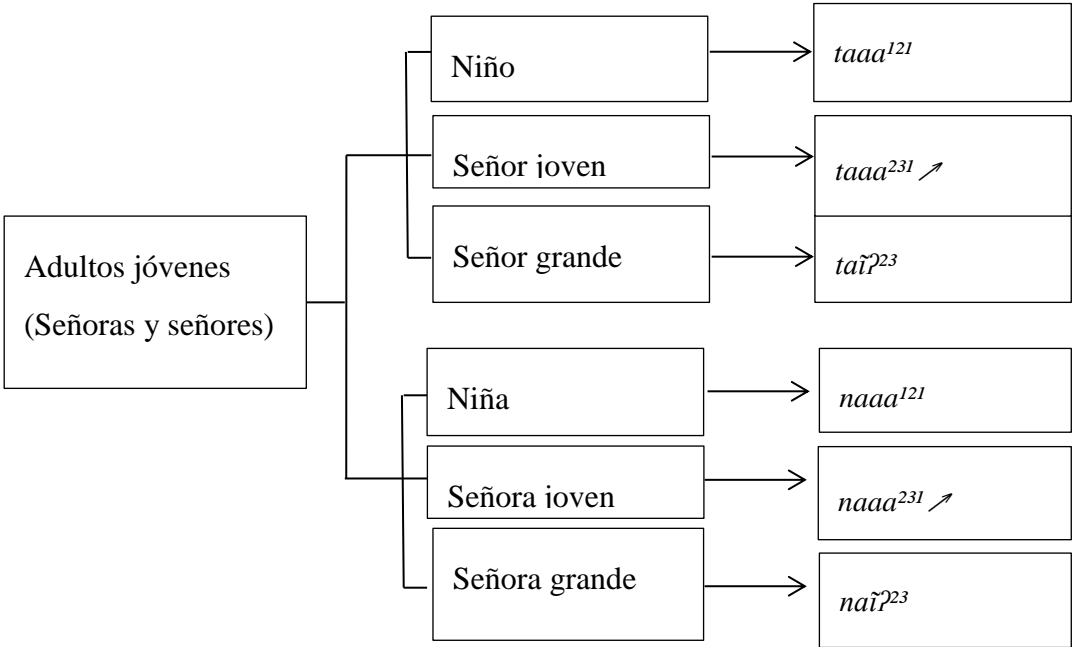 Niño
taaa¹²¹
Señor joven
taaa²³¹↗
Señor grande
taĩʔ²³
Adultos jóvenes
(Señoras y señores)
Niña
naaa¹²¹
Señora joven
naaa²³¹↗
Señora grande
naĩʔ²³